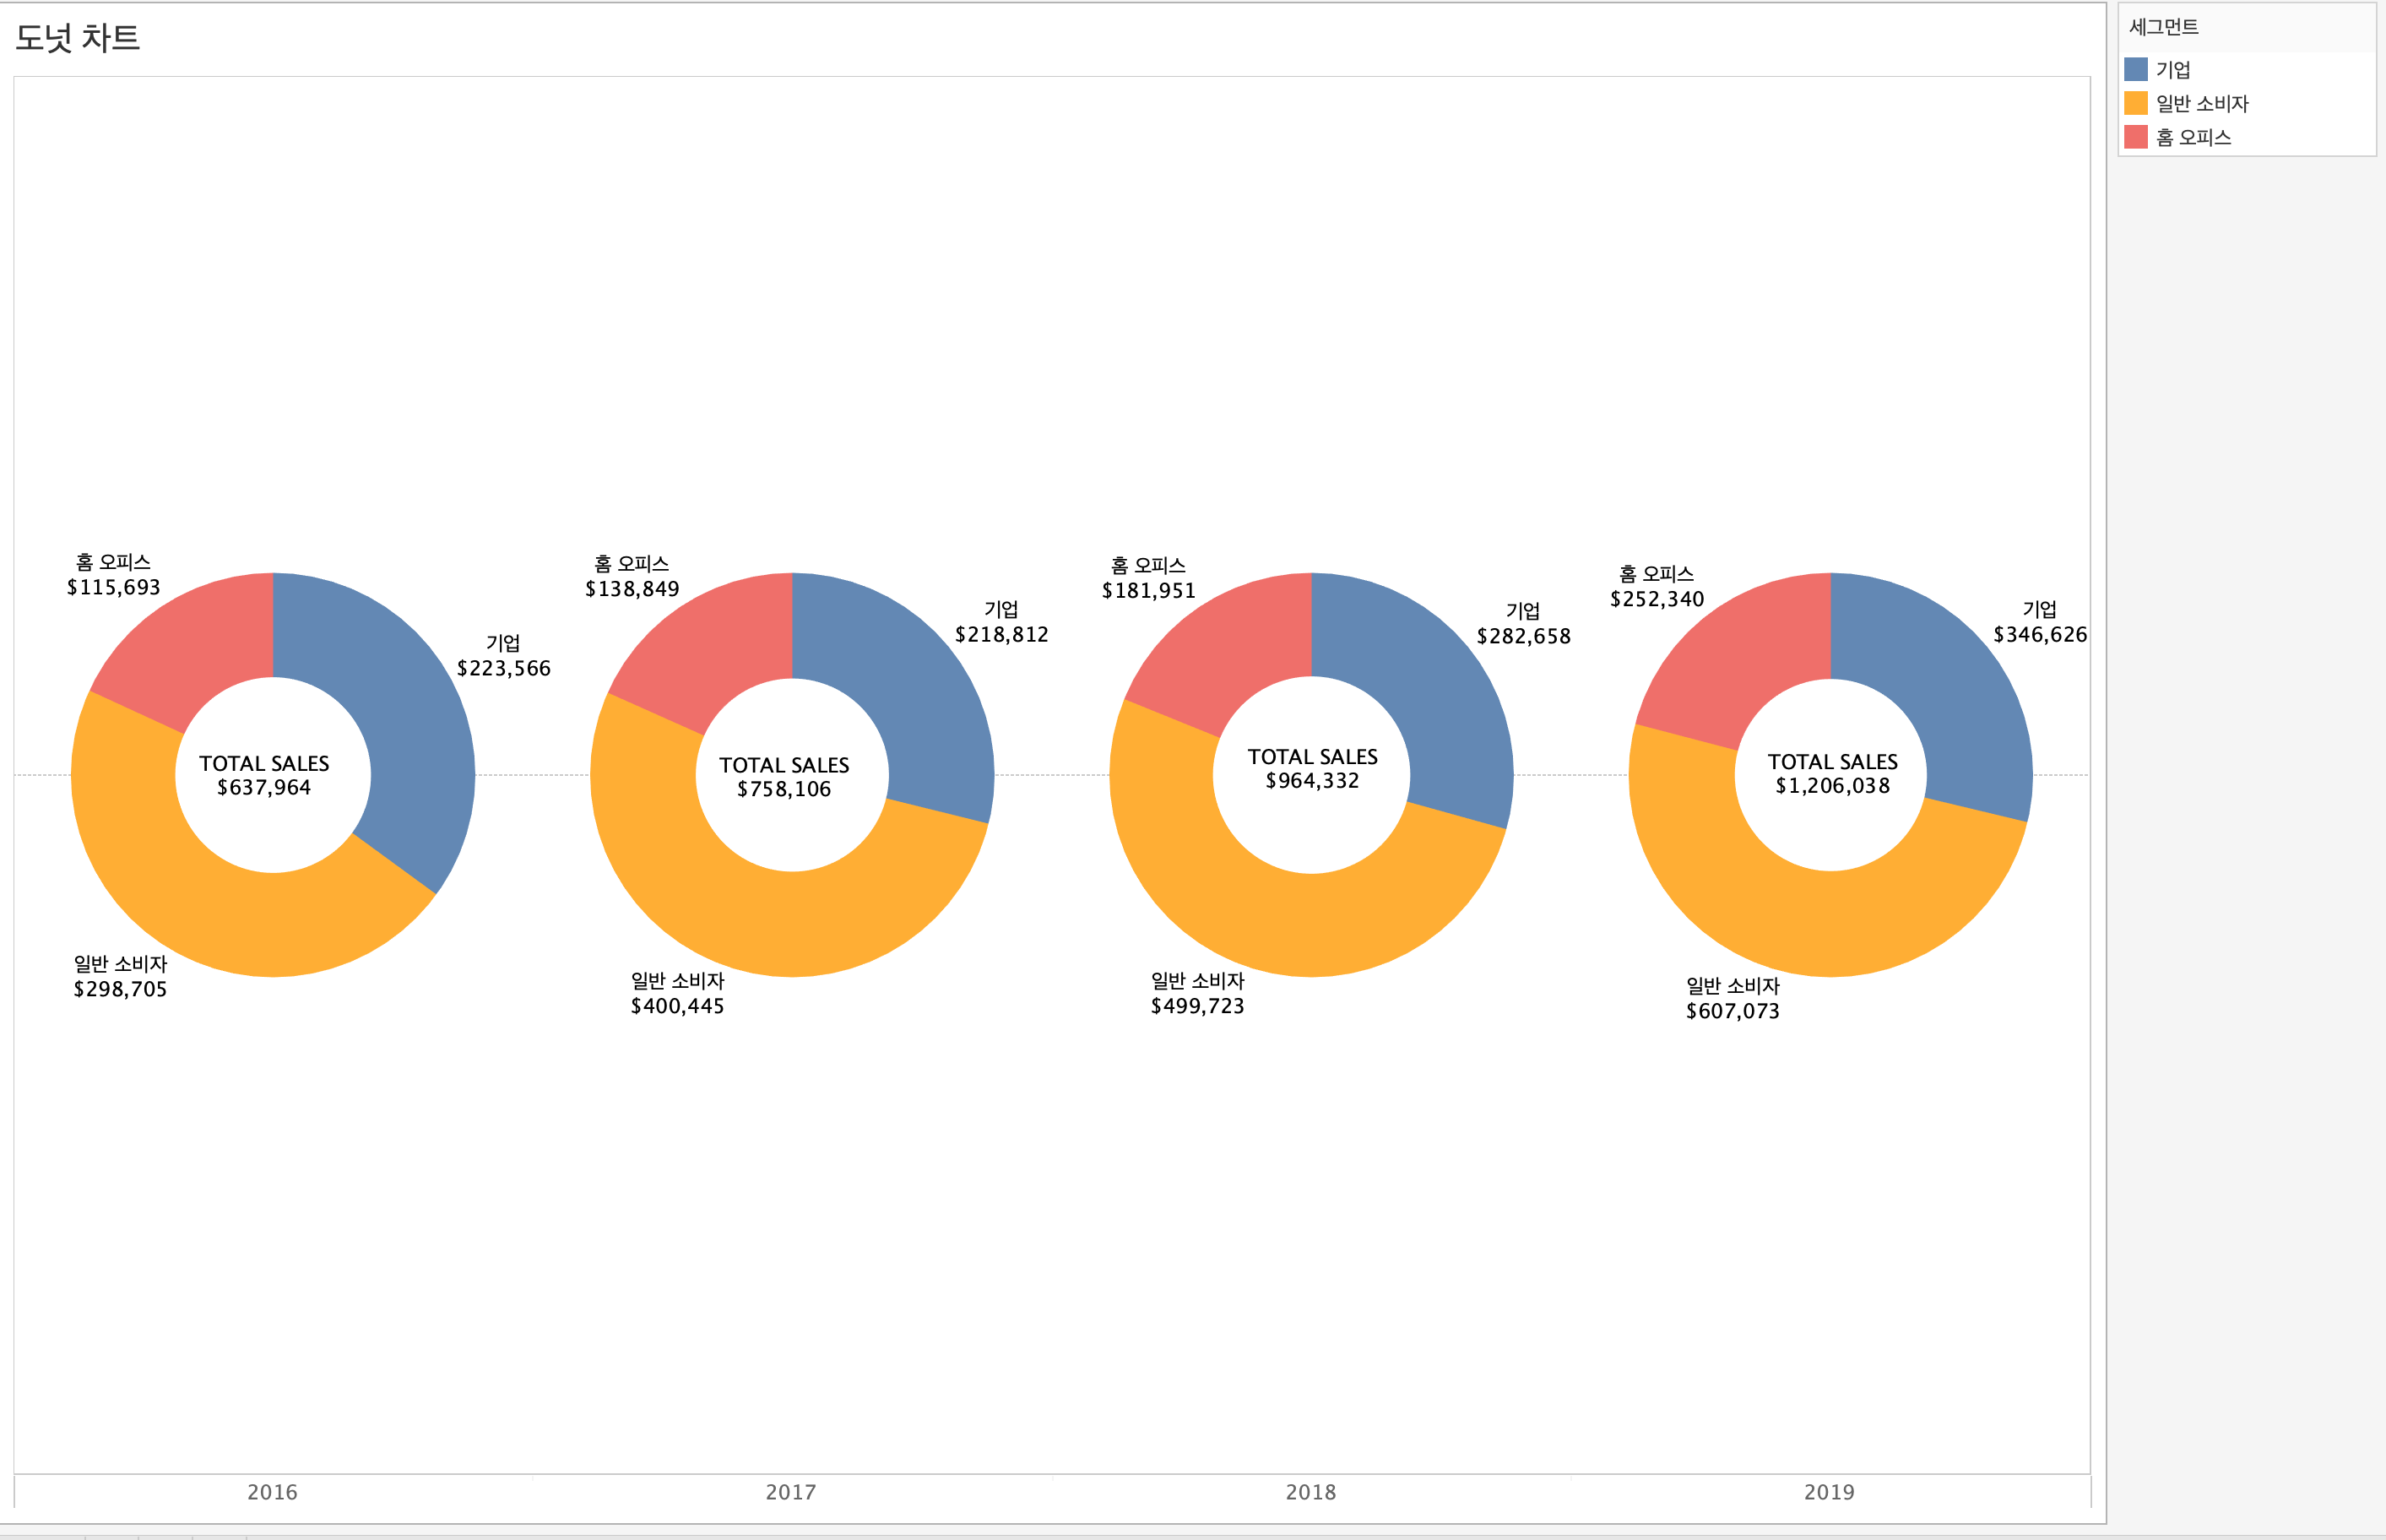 도넛 차트
세그먼트
기업
일반 소비자
홈 오피스
홈 오피스
$115,693
기업
$223,566
TOTAL SALES
$637,964
일반 소비자
$298,705
홈 오피스
$138,849
기업
$218,812
TOTAL SALES
$758,106
일반 소비자
$400,445
홈 오피스
$181,951
기업
$282,658
TOTAL SALES
$964,332
일반 소비자
$499,723
홈 오피스
$252,340
기업
$346,626
TOTAL SALES
$1,206,038
일반 소비자
$607,073
2016
2017
2018
2019